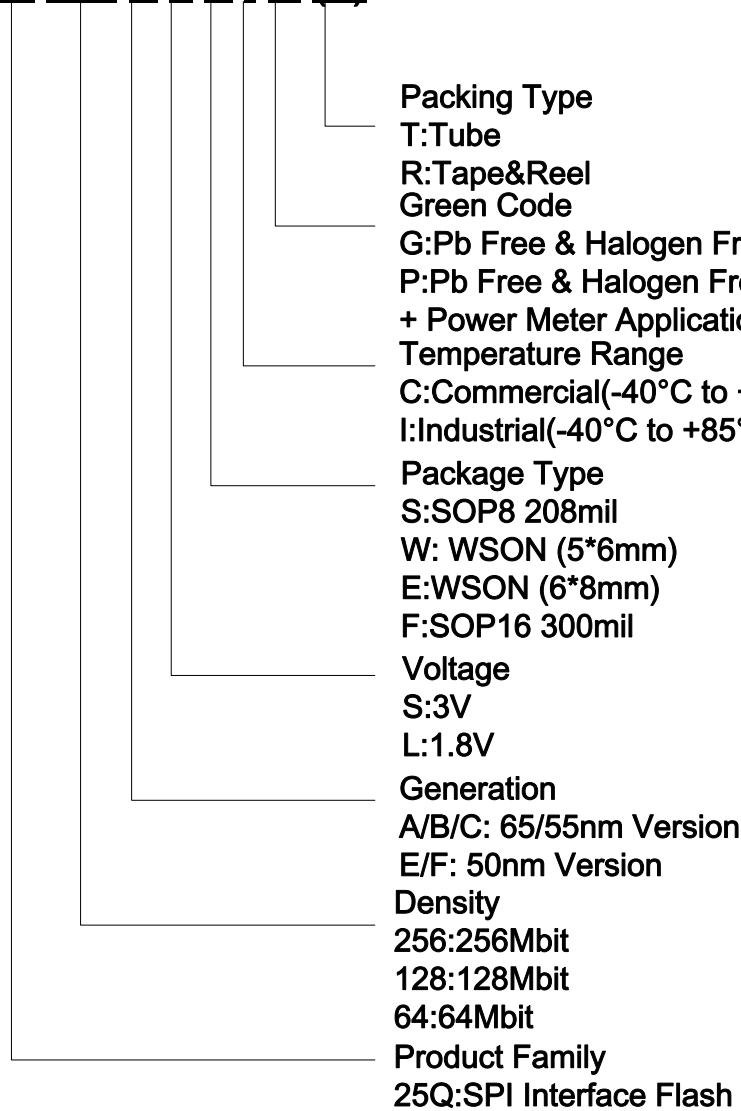 Packing Type
T:Tube
R:Tape&Reel
Green Code
G:Pb Free & Halogen
P:Pb Free & Halogen
+ Power Meter
Temperature Range
C:Commercial(-40°C to
I:Industrial(-40°C to +85°
Package Type
S:SOP8 208mil
W: WSON (5*6mm)
E:WSON (6*8mm)
F:SOP16 300mil
Voltage
S:3V
L:1.8V
Generation
A/B/C: 65/55nm Version
E/F: 50nm Version
Density
256:256Mbit
128:128Mbit
64:64Mbit
Product Family
25Q:SPI Interface Flash